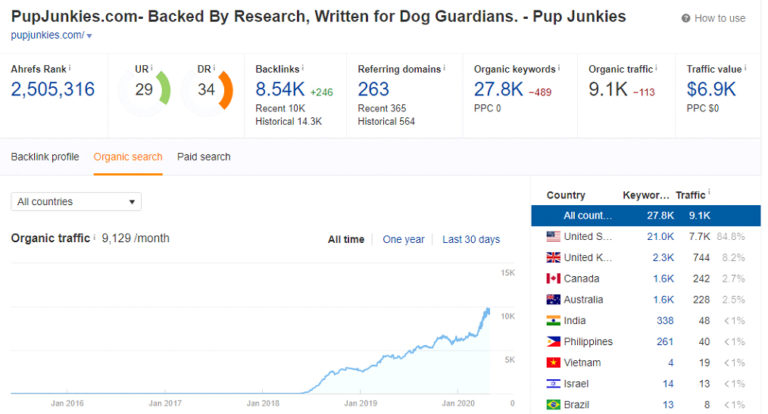 PupJunkies.com- Backed By Research, Written for Dog Guardians. - Pup Junkies
? How to use
pupjunkies.com/
Ahrefs Rank i
2,505,316
UR i
29
DR i
34
Backlinks i
8.54K +246
Recent 10K
Historical 14.3K
Referring domains i
263
Recent 365
Historical 564
Organic keywords i
27.8K −489
PPC 0
Organic traffic i
9.1K −113
Traffic value i
$6.9K
PPC $0
Backlink profile Organic search Paid search
All countries
Organic traffic i 9,129 /month
All time One year Last 30 days
15K
10K
5K
0
Jan 2016 Jan 2017 Jan 2018 Jan 2019 Jan 2020
Country Keywor... Traffic i
All count... 27.8K 9.1K
United S... 21.0K 7.7K 84.8%
United K... 2.3K 744 8.2%
Canada 1.6K 242 2.7%
Australia 1.6K 228 2.5%
India 338 48 <1%
Philippines 261 40 <1%
Vietnam 4 19 <1%
Israel 14 13 <1%
Brazil 13 8 <1%